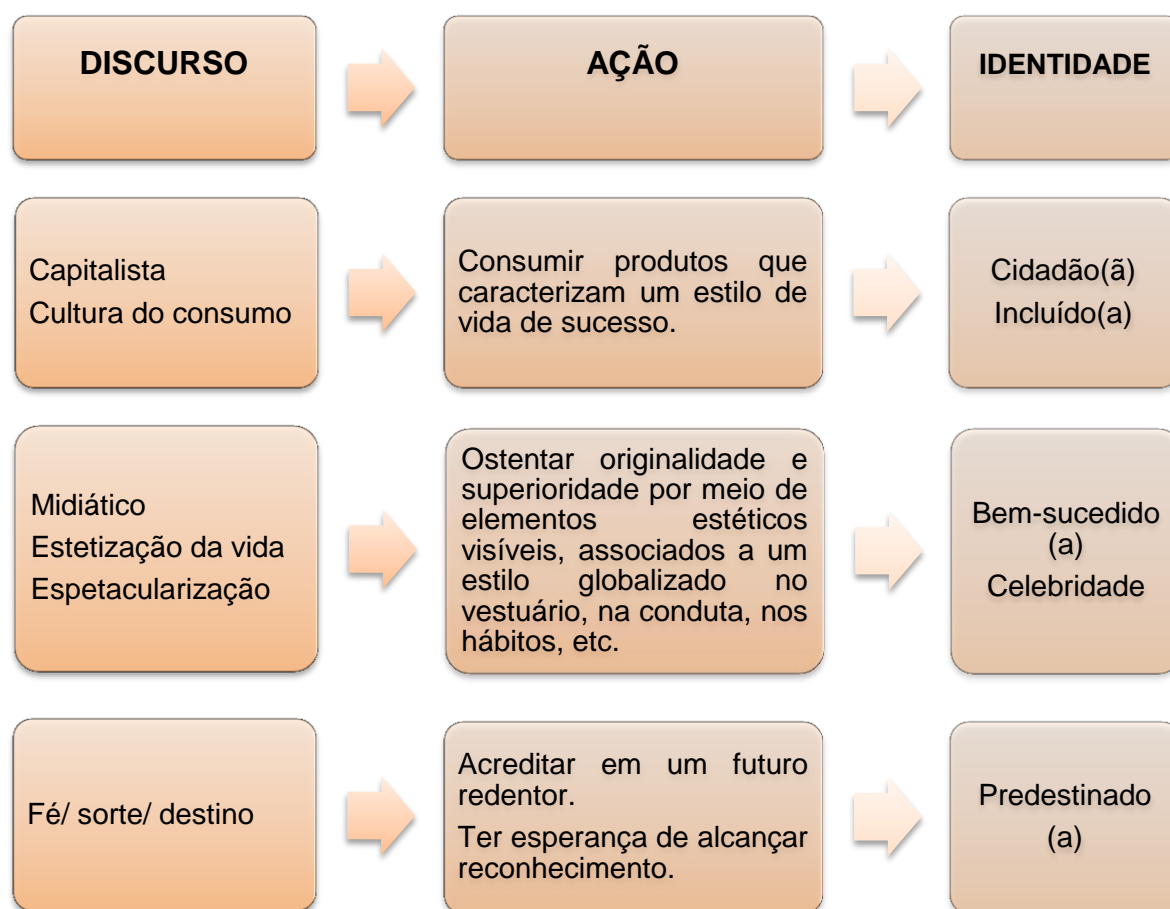 DISCURSO
AÇÃO
IDENTIDADE
Capitalista
Cultura do consumo
Consumir produtos que
caracterizam um estilo de
vida de sucesso.
Cidadão(ã)
Incluído(a)
Midiático
Estetização da vida
Espetacularização
Ostentar originalidade e
superioridade por meio de
elementos estéticos
visíveis, associados a um
estilo globalizado no
vestuário, na conduta, nos
hábitos, etc.
Bem-sucedido
(a)
Celebridade
Fé/ sorte/ destino
Acreditar em um futuro
redentor.
Ter esperança de alcançar
reconhecimento.
Predestinado
(a)